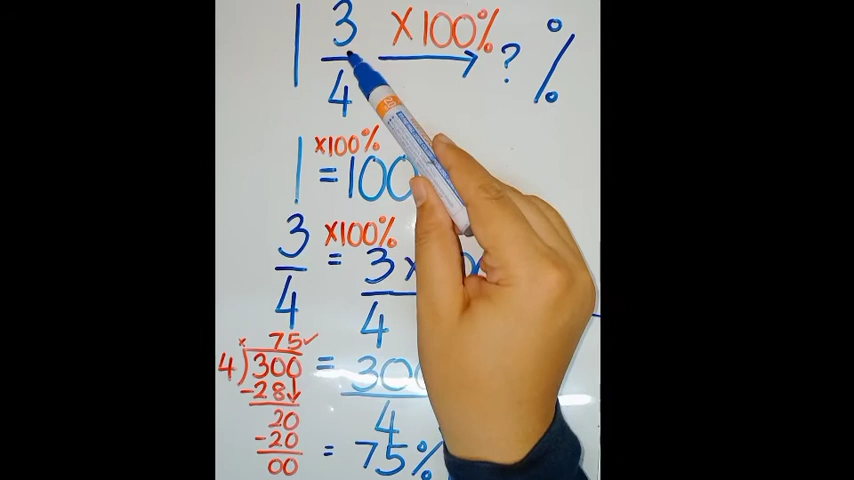 1 3/4 ×100% → ? %
×100%
1 = 100
3/4 ×100% = 3 ×
4
75 ✓
4)300 = 300
-28↓ 4
20
-20 = 75%
00